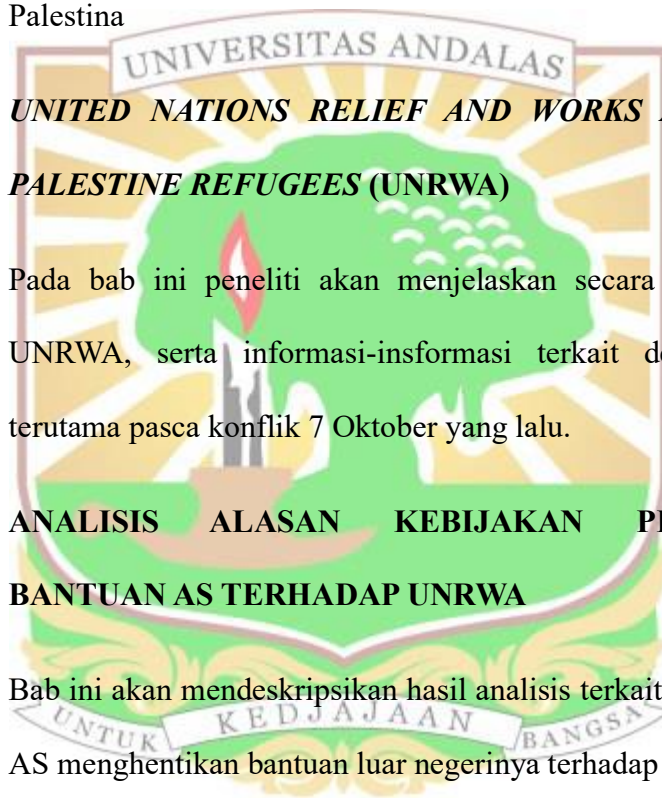 Palestina
UNIVERSITAS ANDALAS
UNITED NATIONS RELIEF AND WORKS
PALESTINE REFUGEES (UNRWA)
Pada bab ini peneliti akan menjelaskan secara
UNRWA, serta informasi-insformasi terkait
terutama pasca konflik 7 Oktober yang lalu.
ANALISIS ALASAN KEBIJAKAN
BANTUAN AS TERHADAP UNRWA
Bab ini akan mendeskripsikan hasil analisis terkait
UNTUK KEDJAJAAN BANGSA
AS menghentikan bantuan luar negerinya terhadap